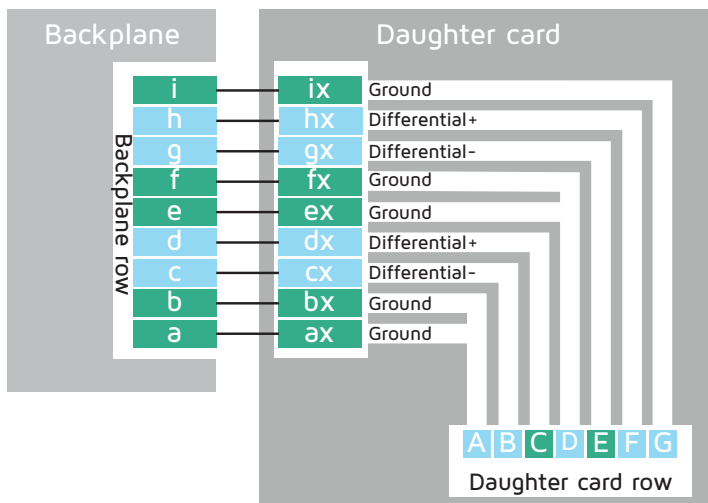 Backplane
Daughter card
Backplane row
i ix Ground
h hx Differential+
g gx Differential-
f fx Ground
e ex Ground
d dx Differential+
c cx Differential-
b bx Ground
a ax Ground
A B C D E F G
Daughter card row